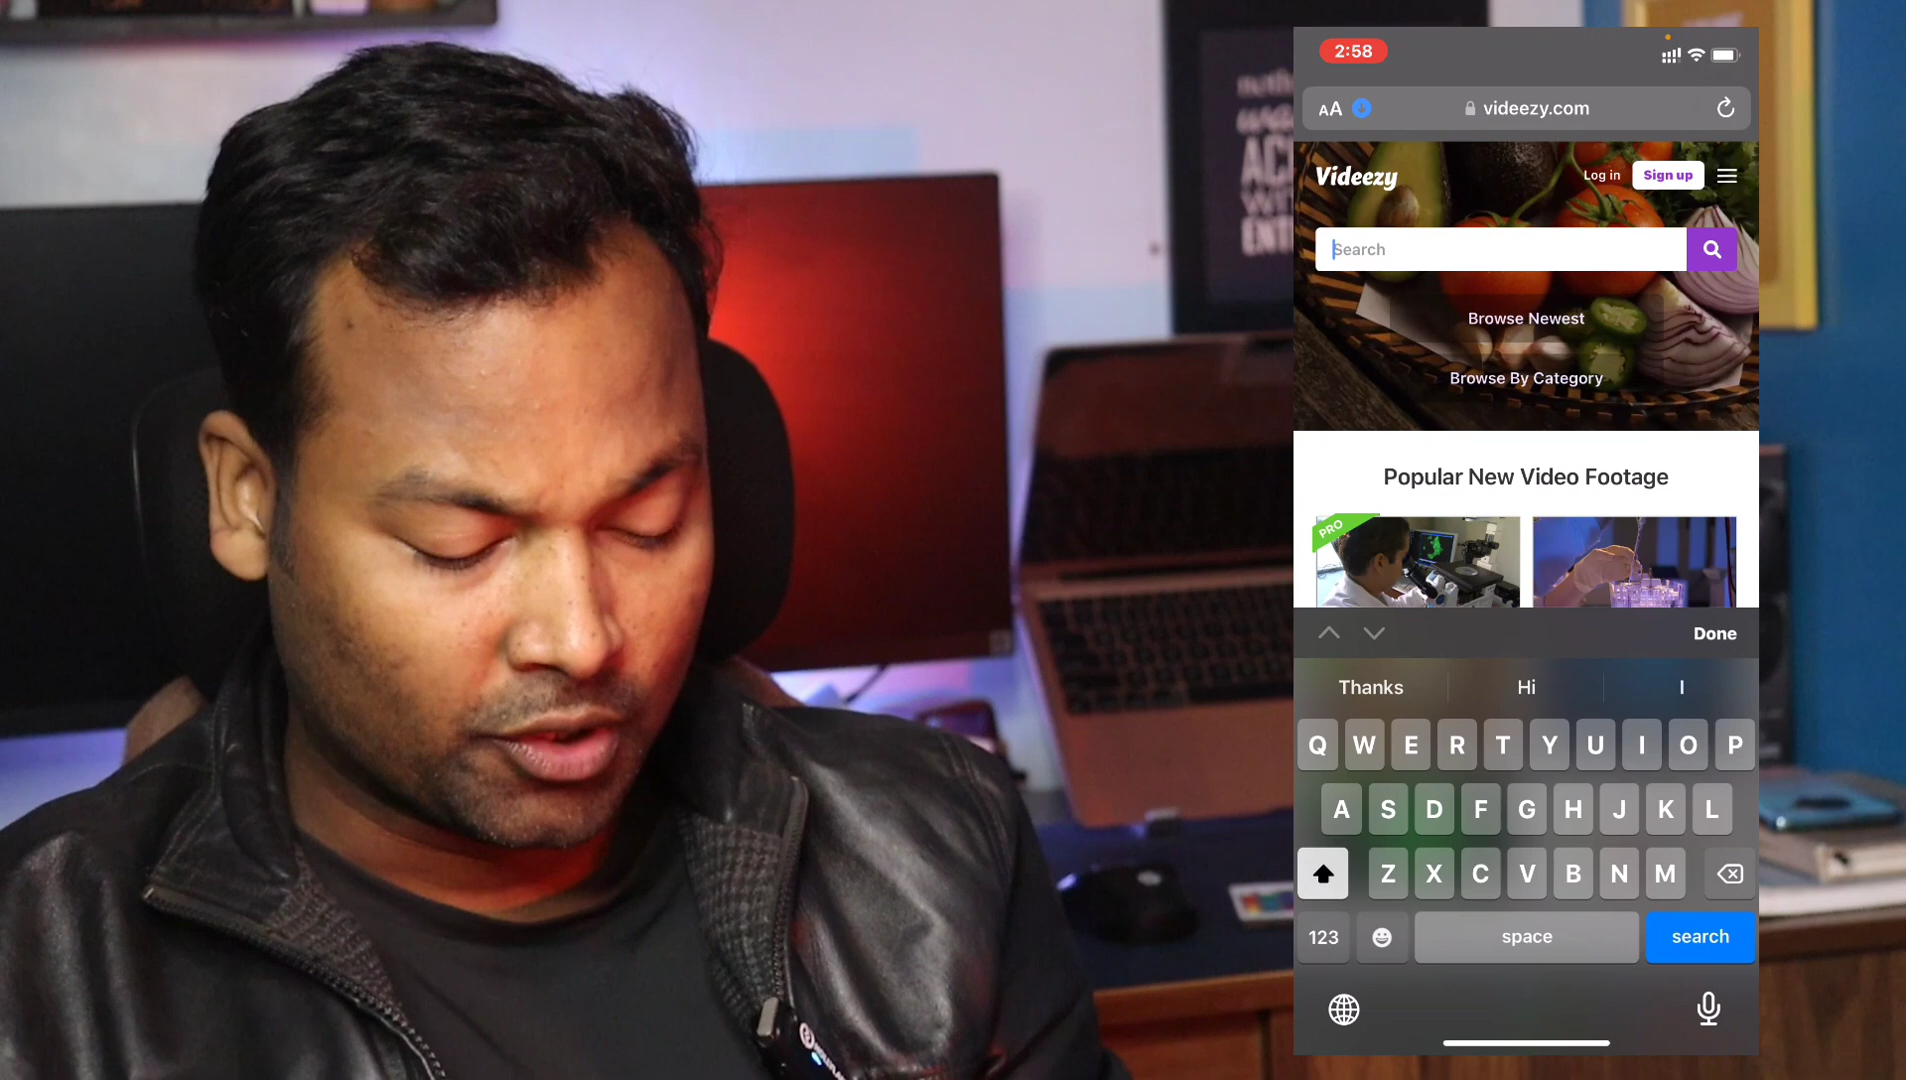 2:58
AA
videezy.com
Videezy
Log in
Sign up
Search
Browse Newest
Browse By Category
Popular New Video Footage
PRO
Done
Thanks Hi I
Q W E R T Y U I O P
A S D F G H J K L
Z X C V B N M
123
space
search